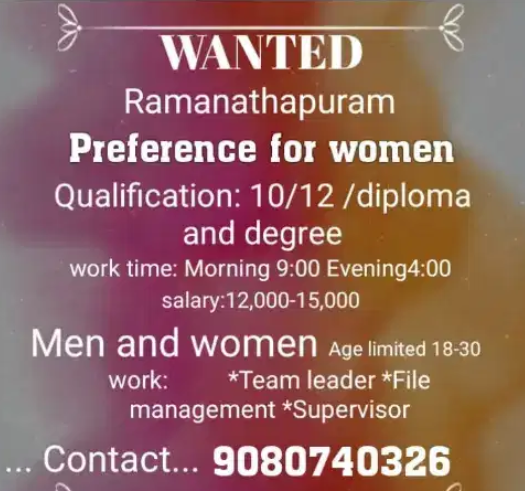 WANTED
Ramanathapuram
Preference for women
Qualification: 10/12 /diploma
and degree
work time: Morning 9:00 Evening4:00
salary:12,000-15,000
Men and women Age limited 18-30
work: *Team leader *File
management *Supervisor
... Contact... 9080740326